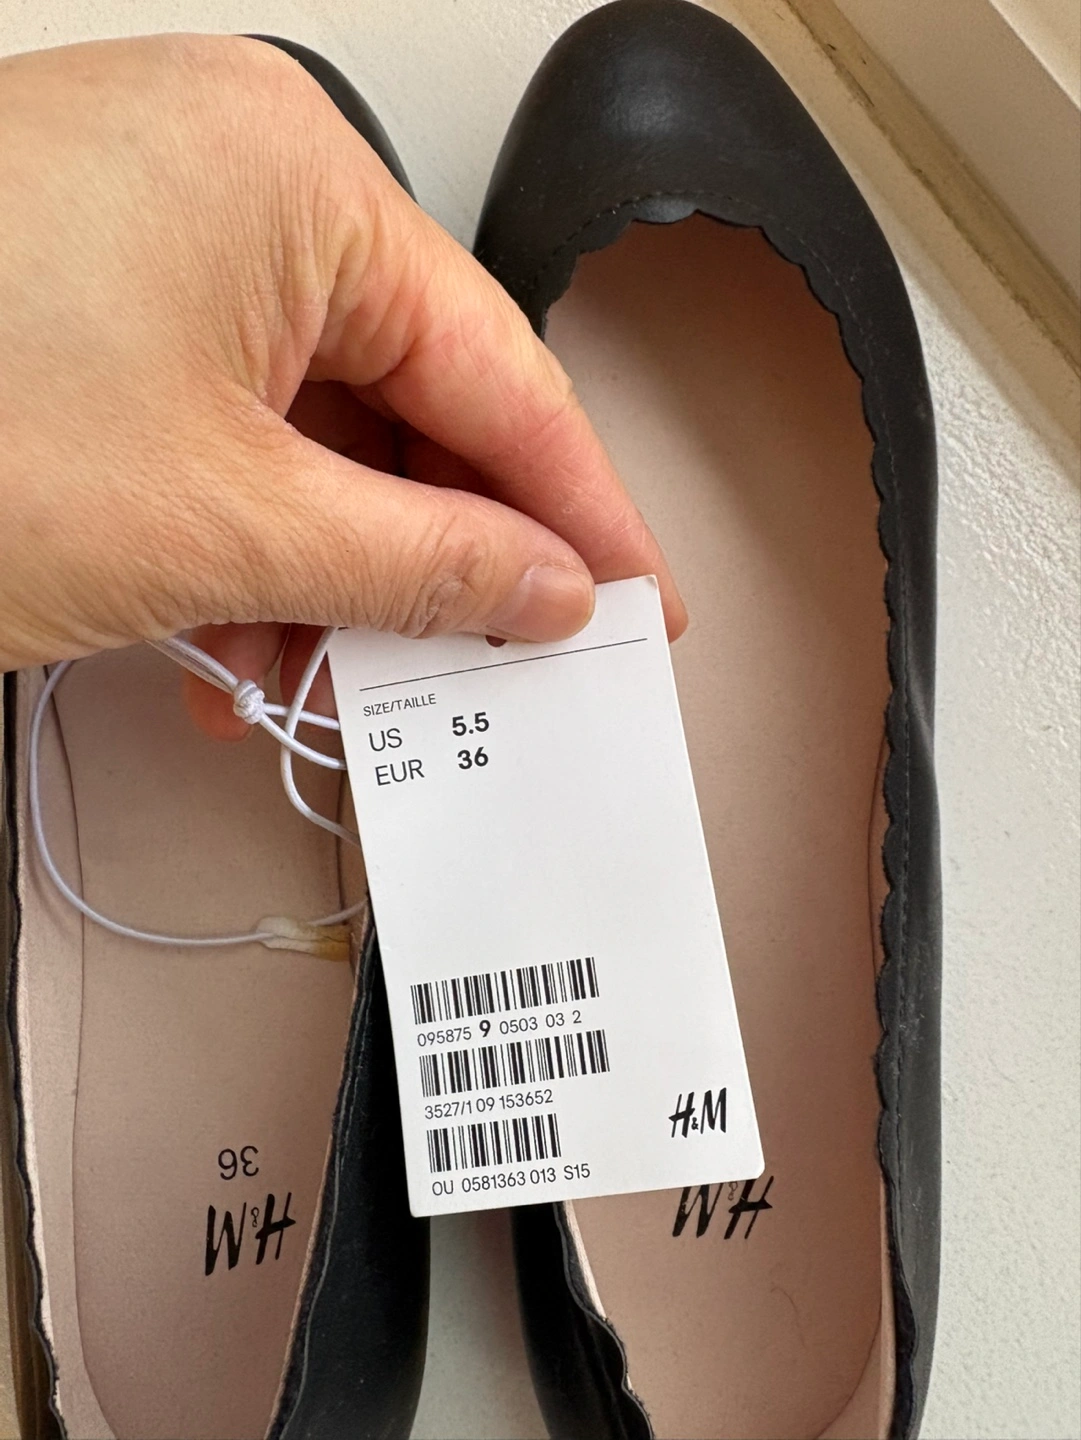 SIZE/TAILLE
US 5.5
EUR 36
095875 9 0503 03 2
3527/1 09 153652
OU 0581363 013 S15
H&M
36
H&M
H&M